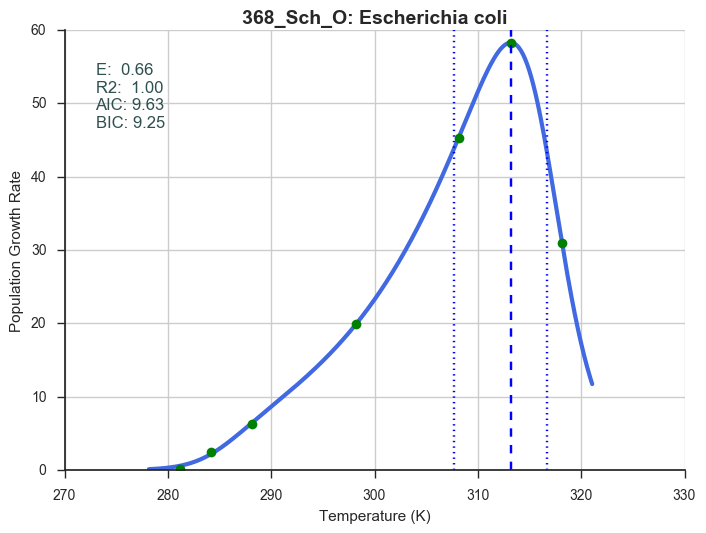 368_Sch_O: Escherichia coli
E: 0.66
R2: 1.00
AIC: 9.63
BIC: 9.25
Population Growth Rate
60
50
40
30
20
10
0
270 280 290 300 310 320 330
Temperature (K)